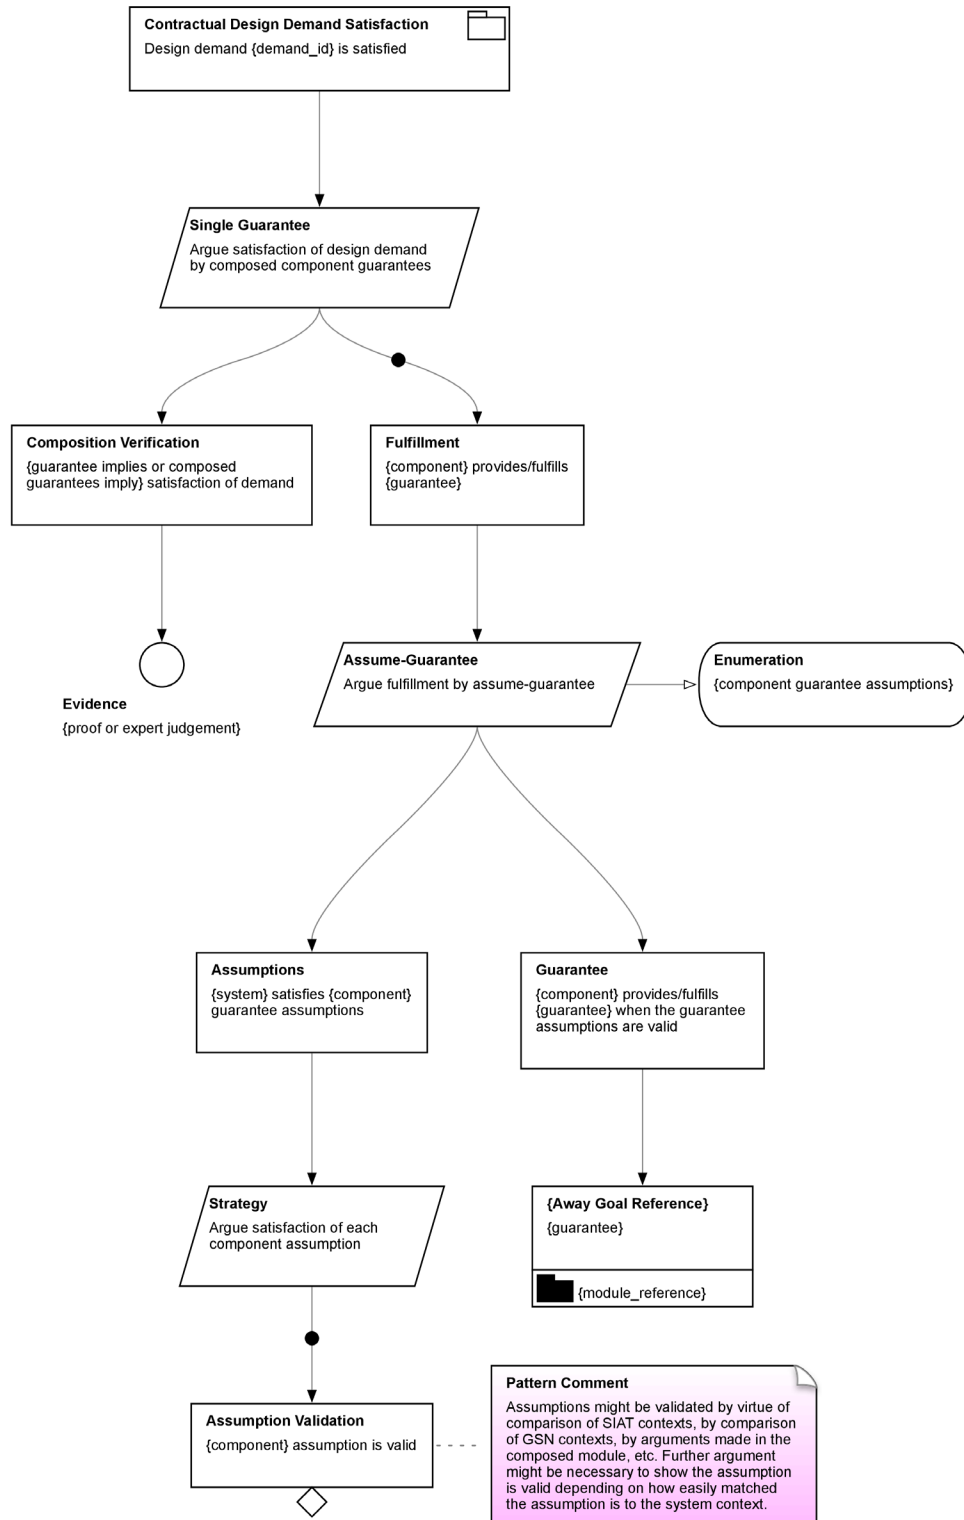 Contractual Design Demand Satisfaction
Design demand {demand_id} is satisfied
Single Guarantee
Argue satisfaction of design demand
by composed component guarantees
Composition Verification
{guarantee implies or composed
guarantees imply} satisfaction of demand
Fulfillment
{component} provides/fulfills
{guarantee}
Evidence
{proof or expert judgement}
Assume-Guarantee
Argue fulfillment by assume-guarantee
Enumeration
{component guarantee assumptions}
Assumptions
{system} satisfies {component}
guarantee assumptions
Guarantee
{component} provides/fulfills
{guarantee} when the guarantee
assumptions are valid
Strategy
Argue satisfaction of each
component assumption
{Away Goal Reference}
{guarantee}
{module_reference}
Assumption Validation
{component} assumption is valid
Pattern Comment
Assumptions might be validated by virtue of
comparison of SIAT contexts, by comparison
of GSN contexts, by arguments made in the
composed module, etc. Further argument
might be necessary to show the assumption
is valid depending on how easily matched
the assumption is to the system context.